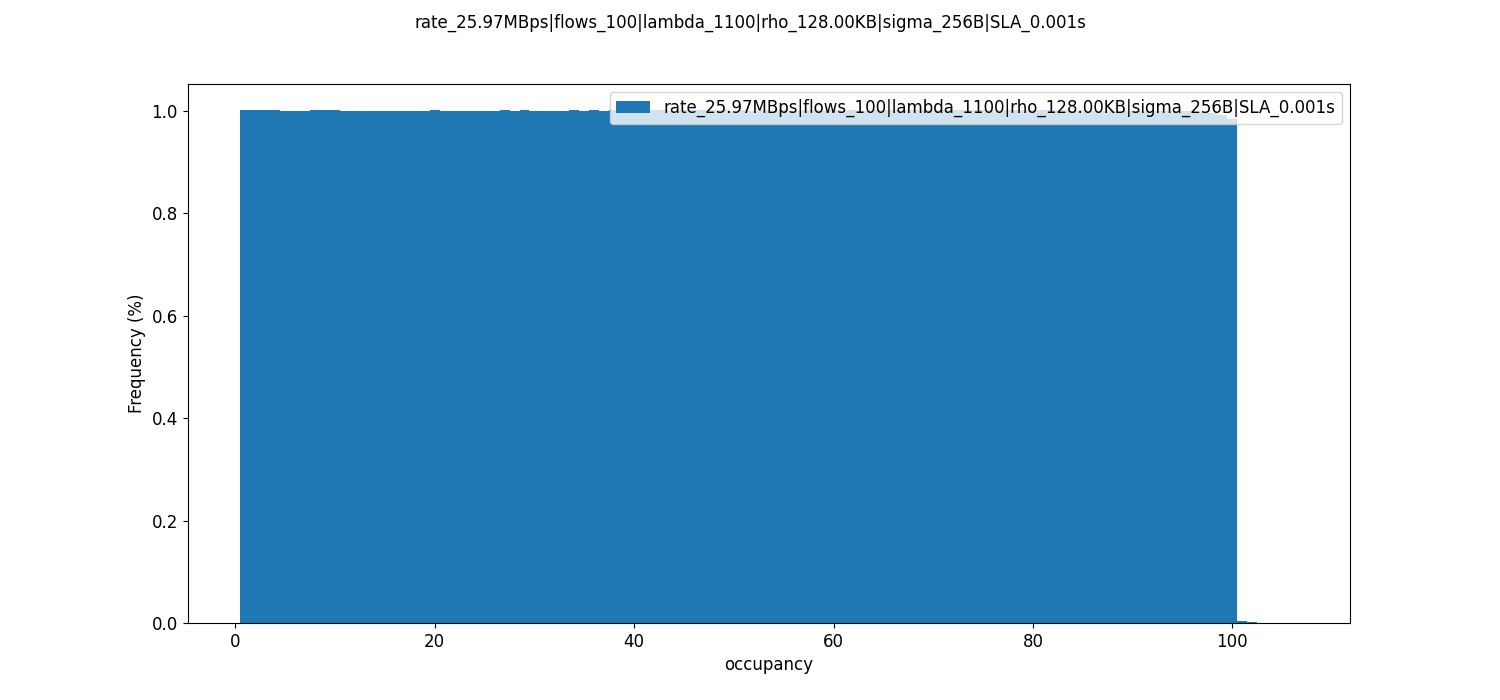 rate_25.97MBps|flows_100|lambda_1100|rho_128.00KB|sigma_256B|SLA_0.001s
rate_25.97MBps|flows_100|lambda_1100|rho_128.00KB|sigma_256B|SLA_0.001s
Frequency (%)
1.0
0.8
0.6
0.4
0.2
0.0
0 20 40 60 80 100
occupancy